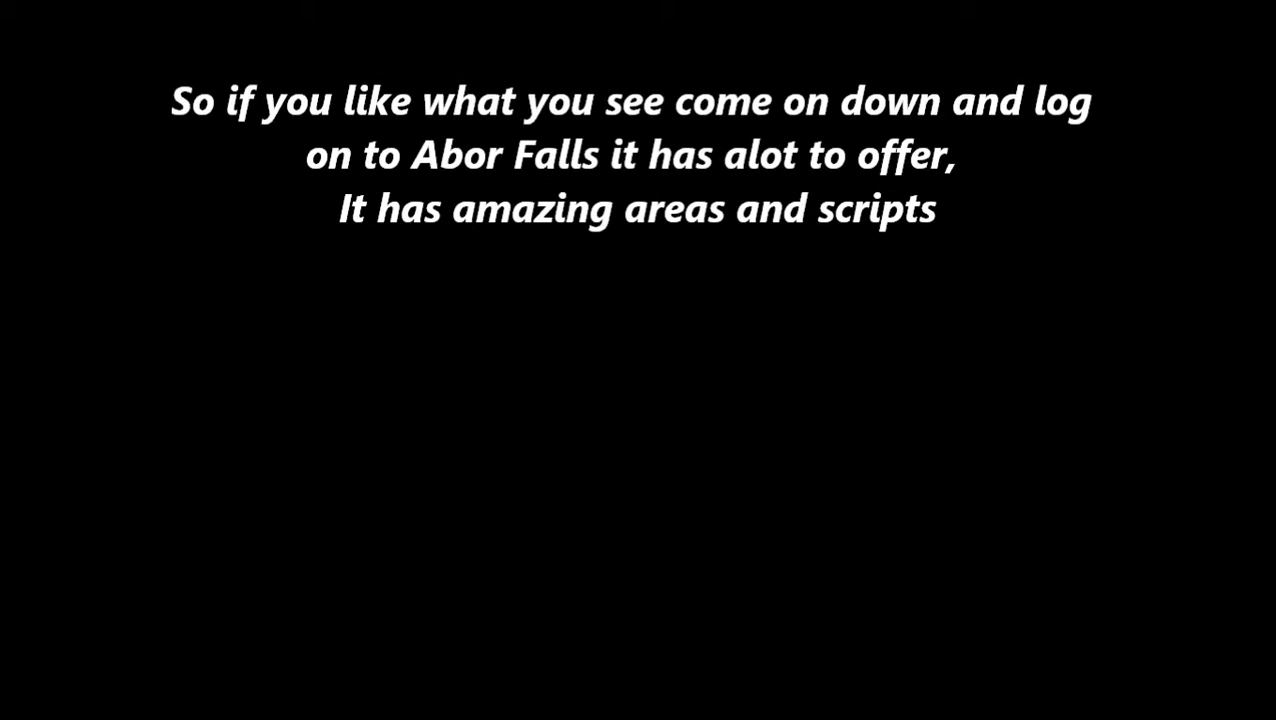 So if you like what you see come on down and log
on to Abor Falls it has alot to offer,
It has amazing areas and scripts